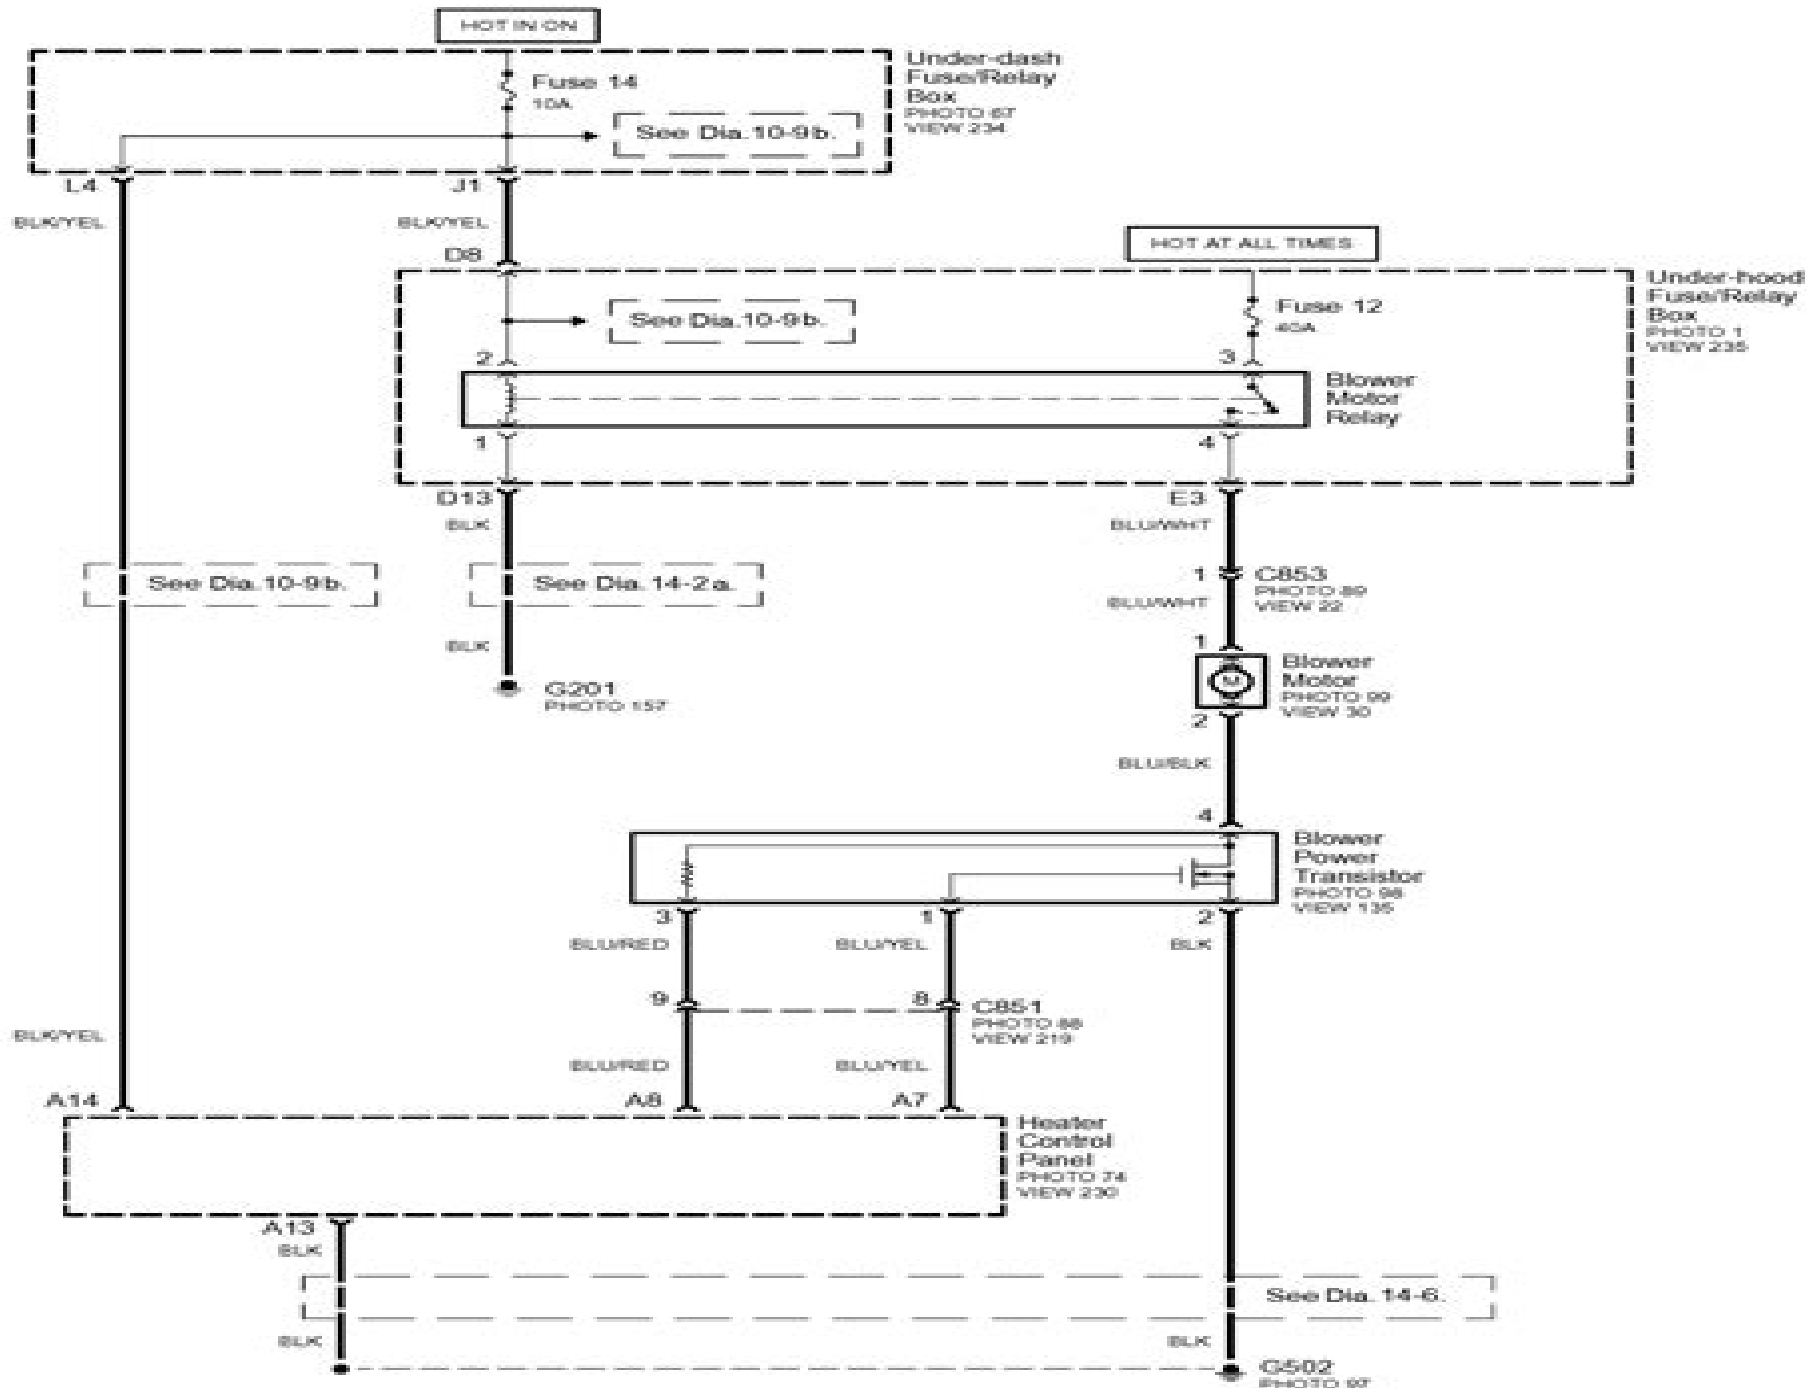 HOT IN ON
Under-dash
Fuse/Relay
Box
PHOTO 67
VIEW 234
Fuse 14
10A
See Dia.10-9b.
L4
J1
BLK/YEL
BLK/YEL
D8
HOT AT ALL TIMES
Under-hood
Fuse/Relay
Box
PHOTO 1
VIEW 235
See Dia.10-9b.
Fuse 12
40A
2
3
Blower
Motor
Relay
1
4
D13
E3
BLK
BLU/WHT
See Dia.10-9b.
See Dia. 14-2a.
1
C853
PHOTO 89
VIEW 22
BLU/WHT
BLK
1
G201
PHOTO 157
Blower
Motor
PHOTO 99
VIEW 30
M
2
BLU/BLK
4
Blower
Power
Transistor
PHOTO 98
VIEW 135
3
1
2
BLU/RED
BLU/YEL
BLK
9
8
C851
PHOTO 88
VIEW 219
BLK/YEL
BLU/RED
BLU/YEL
A14
A8
A7
Heater
Control
Panel
PHOTO 74
VIEW 230
A13
BLK
See Dia. 14-6.
BLK
BLK
G502
PHOTO 97